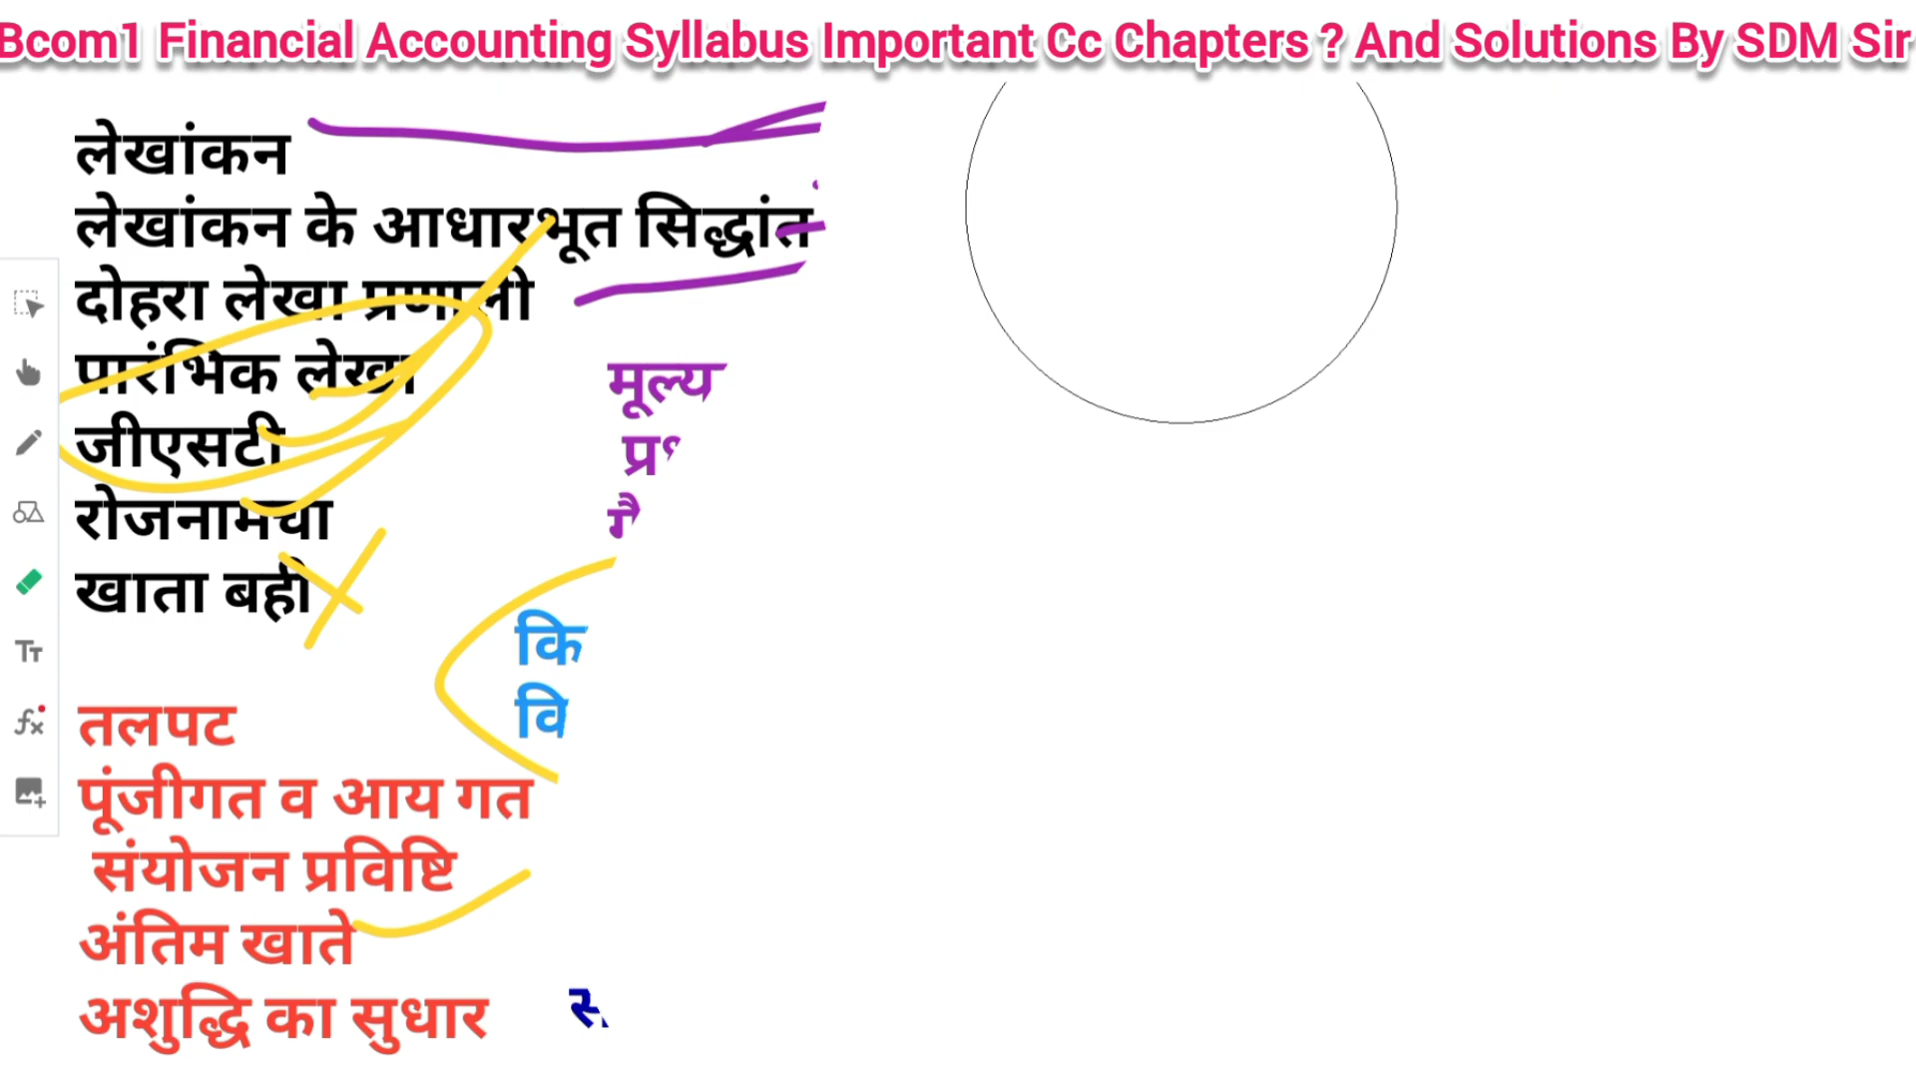 Bcom1 Financial Accounting Syllabus Important Cc Chapters ? And Solutions By SDM Sir
लेखांकन
लेखांकन के आधारभूत सिद्धांत
दोहरा लेखा प्रणाली
पारंभिक लेखा
जीएसटी
रोजनामचा
खाता बही
तलपट
पूंजीगत व आय गत
संयोजन प्रविष्टि
अंतिम खाते
अशुद्धि का सुधार
मूल्य
कि
वि